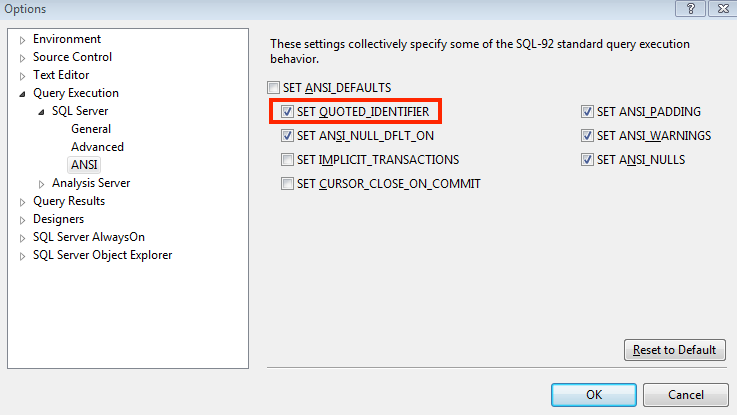 Options
Environment
Source Control
Text Editor
Query Execution
SQL Server
General
Advanced
ANSI
Analysis Server
Query Results
Designers
SQL Server AlwaysOn
SQL Server Object Explorer
These settings collectively specify some of the SQL-92 standard query execution
behavior.
SET ANSI_DEFAULTS
SET QUOTED_IDENTIFIER
SET ANSI_PADDING
SET ANSI_NULL_DFLT_ON
SET ANSI_WARNINGS
SET IMPLICIT_TRANSACTIONS
SET ANSI_NULLS
SET CURSOR_CLOSE_ON_COMMIT
Reset to Default
OK
Cancel